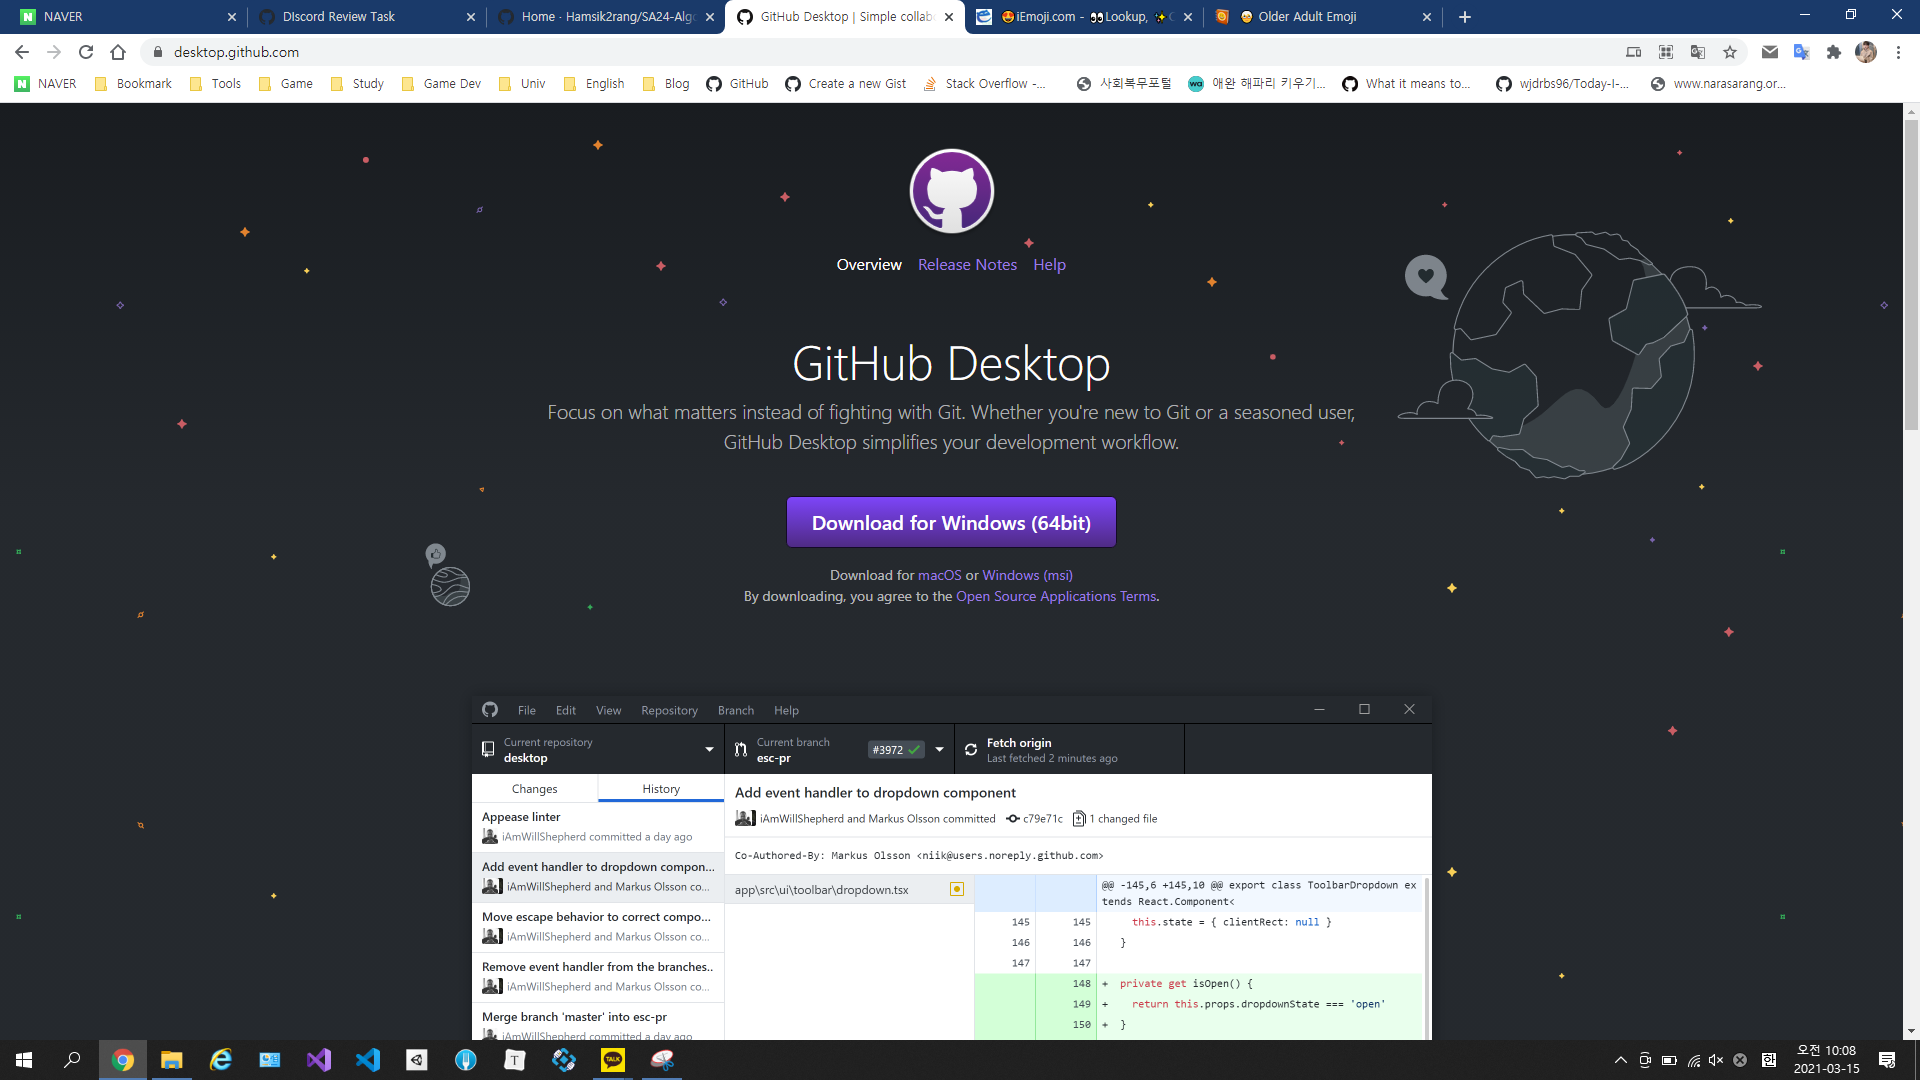 NAVER
DIscord Review Task
Home · Hamsik2rang/SA24-Algo
GitHub Desktop | Simple collabo
😍iEmoji.com - 👀Lookup, ✨
🧓 Older Adult Emoji
desktop.github.com
NAVER
Bookmark
Tools
Game
Study
Game Dev
Univ
English
Blog
GitHub
Create a new Gist
Stack Overflow -...
사회복무포털
wa
애완 해파리 키우기...
What it means to...
wjdrbs96/Today-I-...
www.narasarang.or...
Overview Release Notes Help
GitHub Desktop
Focus on what matters instead of fighting with Git. Whether you're new to Git or a seasoned user,
GitHub Desktop simplifies your development workflow.
Download for Windows (64bit)
Download for macOS or Windows (msi)
By downloading, you agree to the Open Source Applications Terms.
File Edit View Repository Branch Help
Current repository
desktop
Current branch
esc-pr
#3972
Fetch origin
Last fetched 2 minutes ago
Changes
History
Appease linter
iAmWillShepherd committed a day ago
Add event handler to dropdown compon...
iAmWillShepherd and Markus Olsson co...
Move escape behavior to correct compo...
iAmWillShepherd and Markus Olsson co...
Remove event handler from the branches..
iAmWillShepherd and Markus Olsson co...
Merge branch 'master' into esc-pr
iAmWillShepherd committed a day ago
Add event handler to dropdown component
iAmWillShepherd and Markus Olsson committed c79e71c 1 changed file
Co-Authored-By: Markus Olsson <niik@users.noreply.github.com>
app\src\ui\toolbar\dropdown.tsx
@@ -145,6 +145,10 @@ export class ToolbarDropdown ex
tends React.Component<
145 145 this.state = { clientRect: null }
146 146 }
147 147
148 + private get isOpen() {
149 + return this.props.dropdownState === 'open'
150 + }
TALK
T
한
오전 10:08
2021-03-15